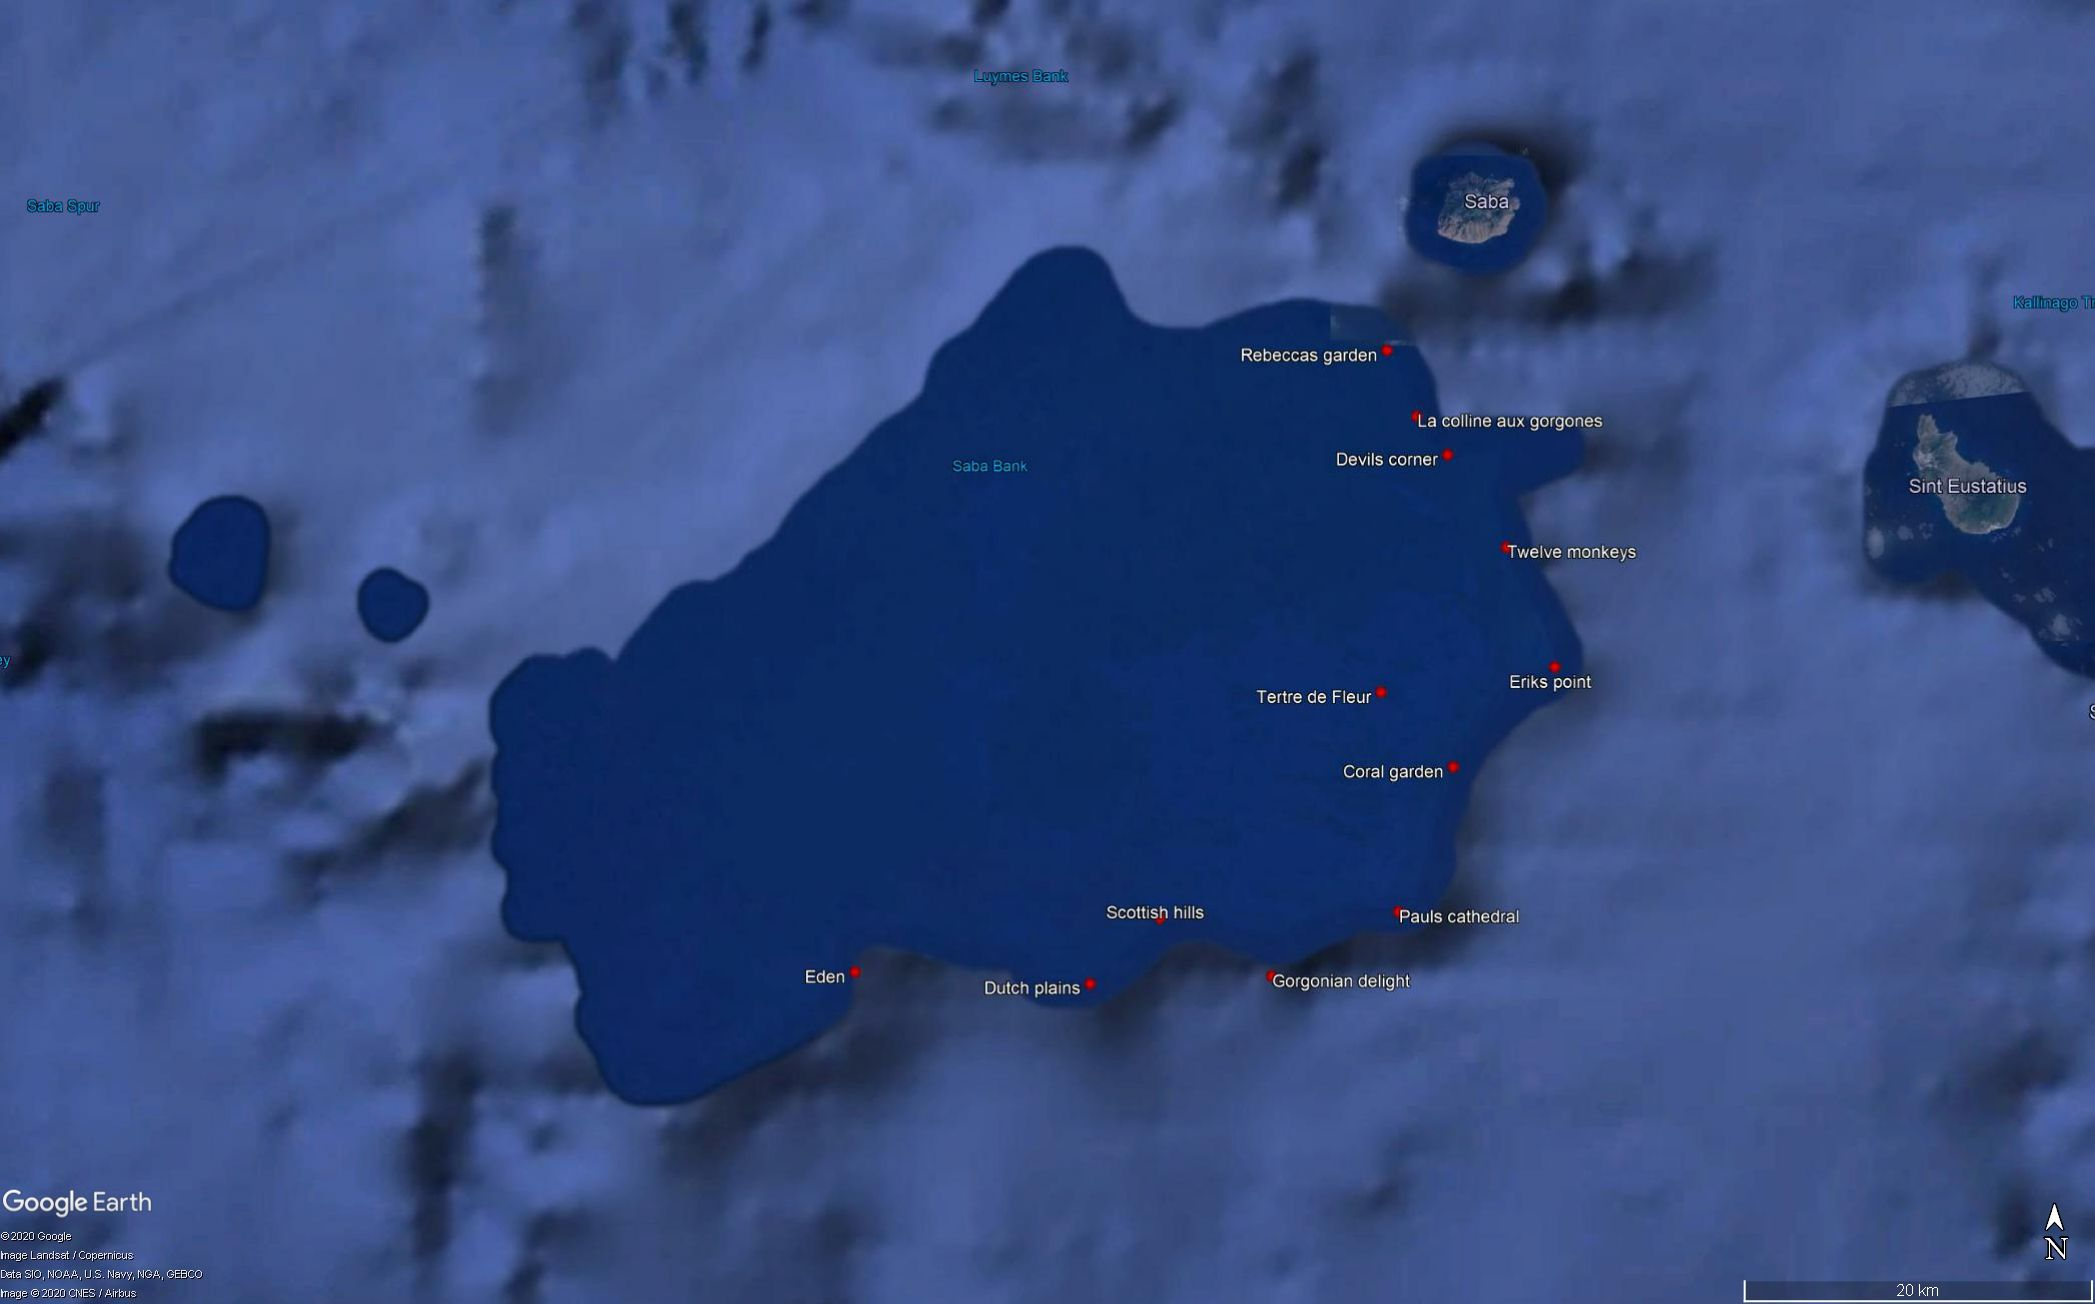 Luymes Bank
Saba Spur
Saba
Kallinago Tr
Rebeccas garden
La colline aux gorgones
Devils corner
Saba Bank
Sint Eustatius
Twelve monkeys
ey
Eriks point
Tertre de Fleur
S
Coral garden
Scottish hills
Pauls cathedral
Eden
Dutch plains
Gorgonian delight
Google Earth
©2020 Google
Image Landsat / Copernicus
Data SIO, NOAA, U.S. Navy, NGA, GEBCO
Image © 2020 CNES / Airbus
N
20 km